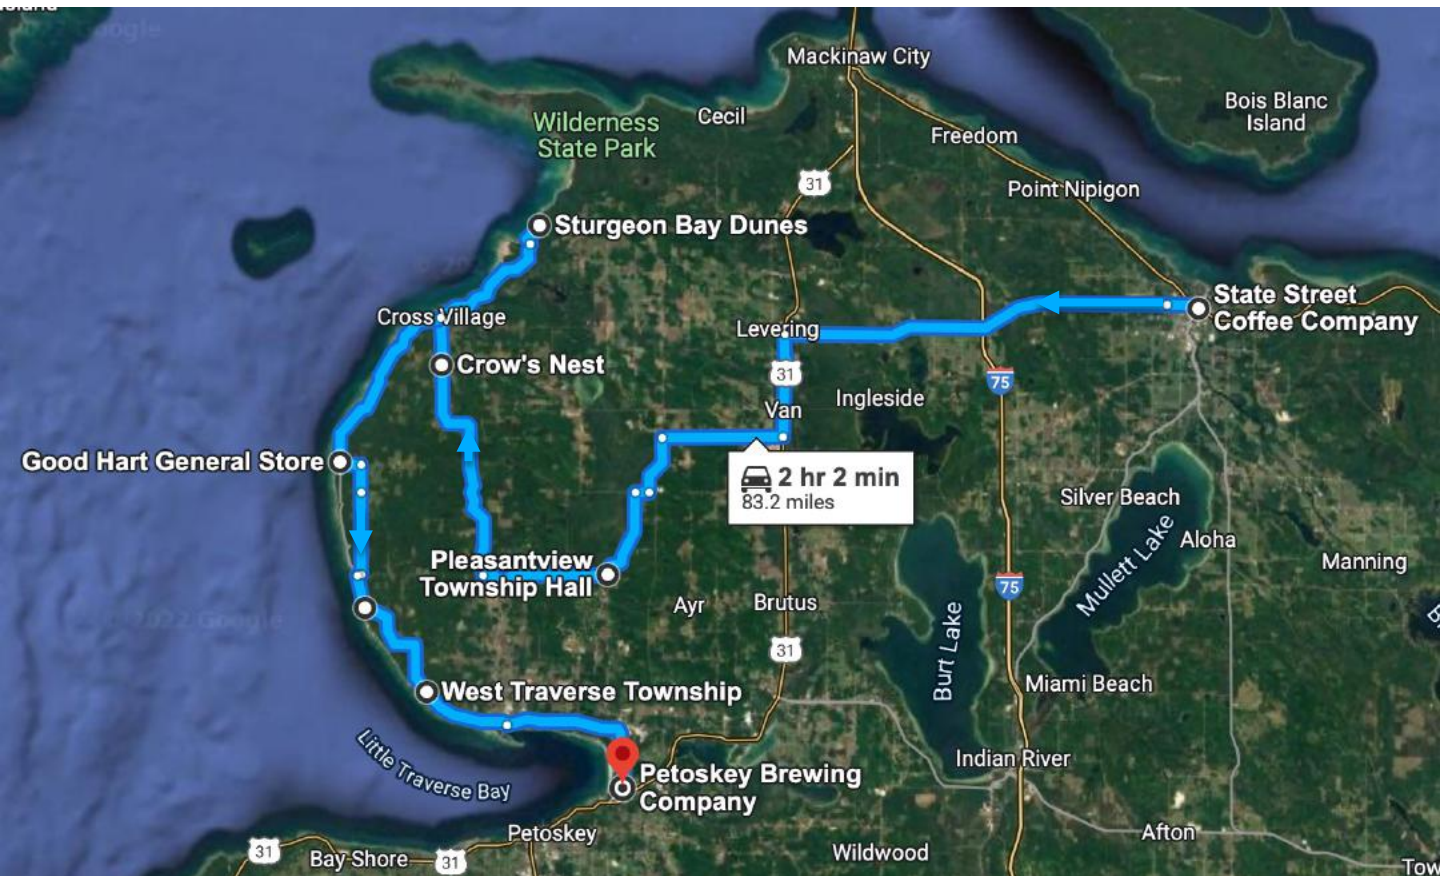 Mackinaw City
Bois Blanc
Island
Cecil
Wilderness
State Park
Freedom
31
Point Nipigon
Sturgeon Bay Dunes
State Street
Coffee Company
Cross Village
Levering
Crow's Nest
31
75
Ingleside
Van
Good Hart General Store
2 hr 2 min
83.2 miles
Silver Beach
Mullett Lake
Aloha
Manning
Pleasantview
Township Hall
75
Ayr
Brutus
2022 Google
31
Burt Lake
Miami Beach
West Traverse Township
Little Traverse Bay
Indian River
Petoskey Brewing
Company
Petoskey
Afton
31
Bay Shore
31
Wildwood
Tow